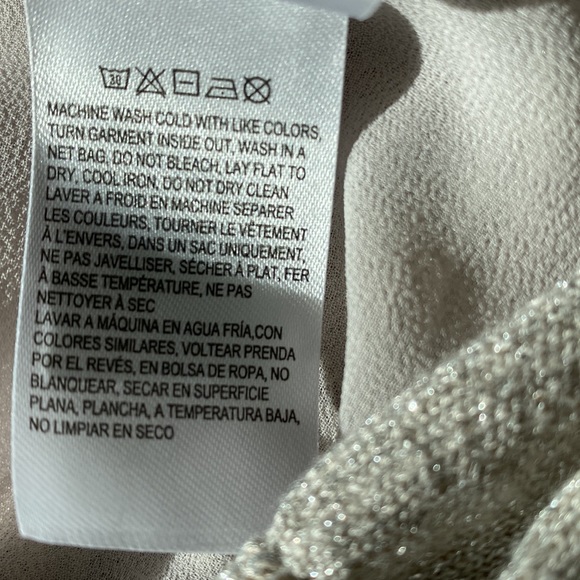 30
MACHINE WASH COLD WITH LIKE COLORS,
TURN GARMENT INSIDE OUT, WASH IN A
NET BAG, DO NOT BLEACH, LAY FLAT TO
DRY, COOL IRON, DO NOT DRY CLEAN
LAVER A FROID EN MACHINE SEPARER
LES COULEURS, TOURNER LE VÊTEMENT
À L'ENVERS, DANS UN SAC UNIQUEMENT,
NE PAS JAVELLISER, SÉCHER À PLAT, FER
À BASSE TEMPÉRATURE, NE PAS
NETTOYER À SEC
LAVAR A MÁQUINA EN AGUA FRÍA,CON
COLORES SIMILARES, VOLTEAR PRENDA
POR EL REVÉS, EN BOLSA DE ROPA, NO
BLANQUEAR, SECAR EN SUPERFICIE
PLANA, PLANCHA, A TEMPERATURA BAJA,
NO LIMPIAR EN SECO